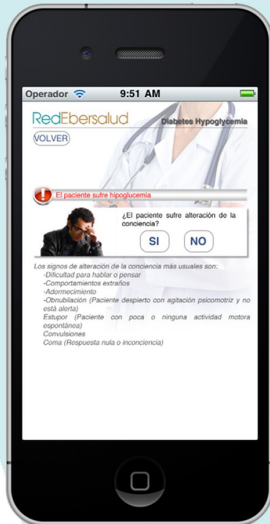 Operador 9:51 AM
RedEbersalud
Diabetes Hypoglycemia
VOLVER)
El paciente sufre hipoglucemia
¿El paciente sufre alteración de la
conciencia?
SI NO
Los signos de alteración de la conciencia más usuales son:
-Dificultad para hablar o pensar
-Comportamientos extraños
-Adormecimiento
-Obnubilación (Paciente despierto con agitación psicomotriz y no
está alerta)
Estupor (Paciente con poca o ninguna actividad motora
espontánea)
Convulsiones
Coma (Respuesta nula o inconciencia)